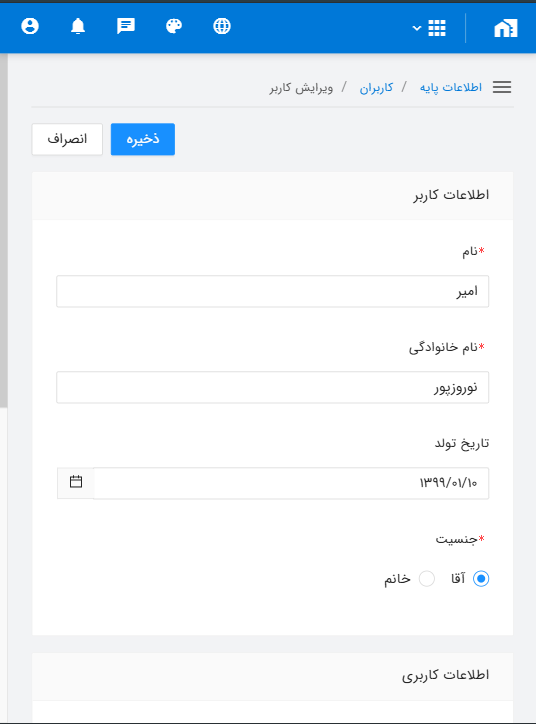 اطلاعات پایه / کاربران / ویرایش کاربر
ذخیره
انصراف
اطلاعات کاربر
*نام
امیر
*نام خانوادگی
نوروزپور
تاریخ تولد
۱۳۹۹/۰۱/۱۰
*جنسیت
آقا
خانم
اطلاعات کاربری